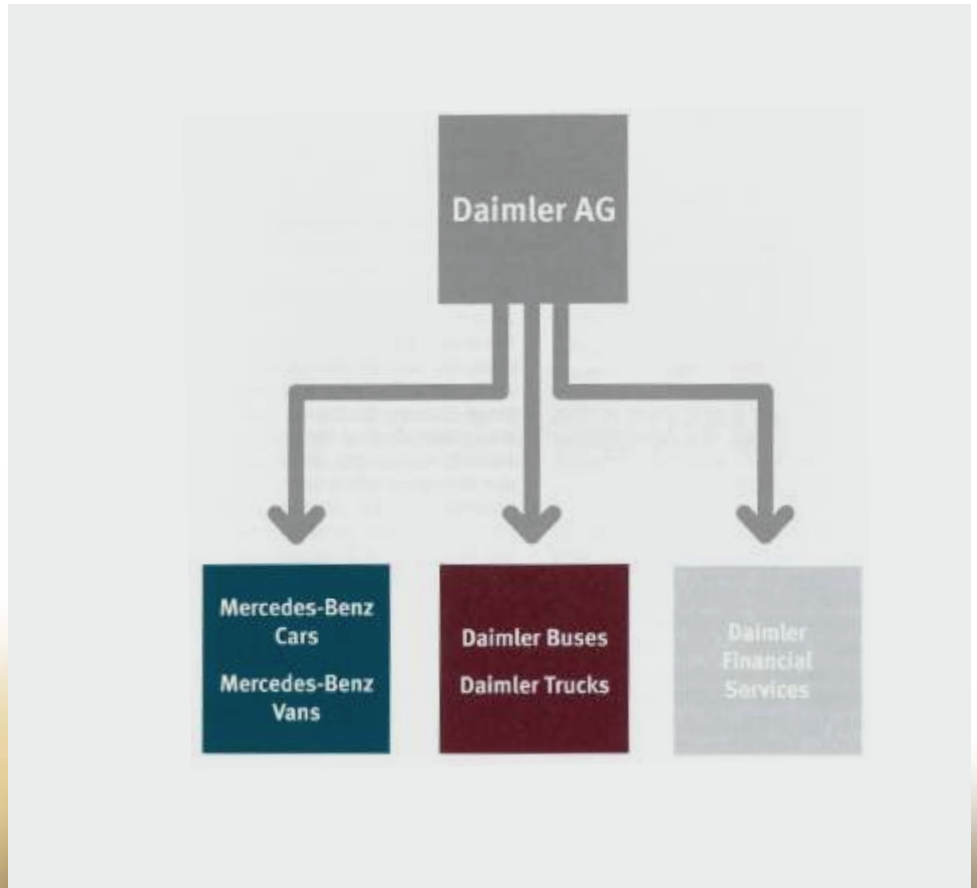 Daimler AG
Mercedes-Benz
Cars
Mercedes-Benz
Vans
Daimler Buses
Daimler Trucks
Daimler
Financial
Services